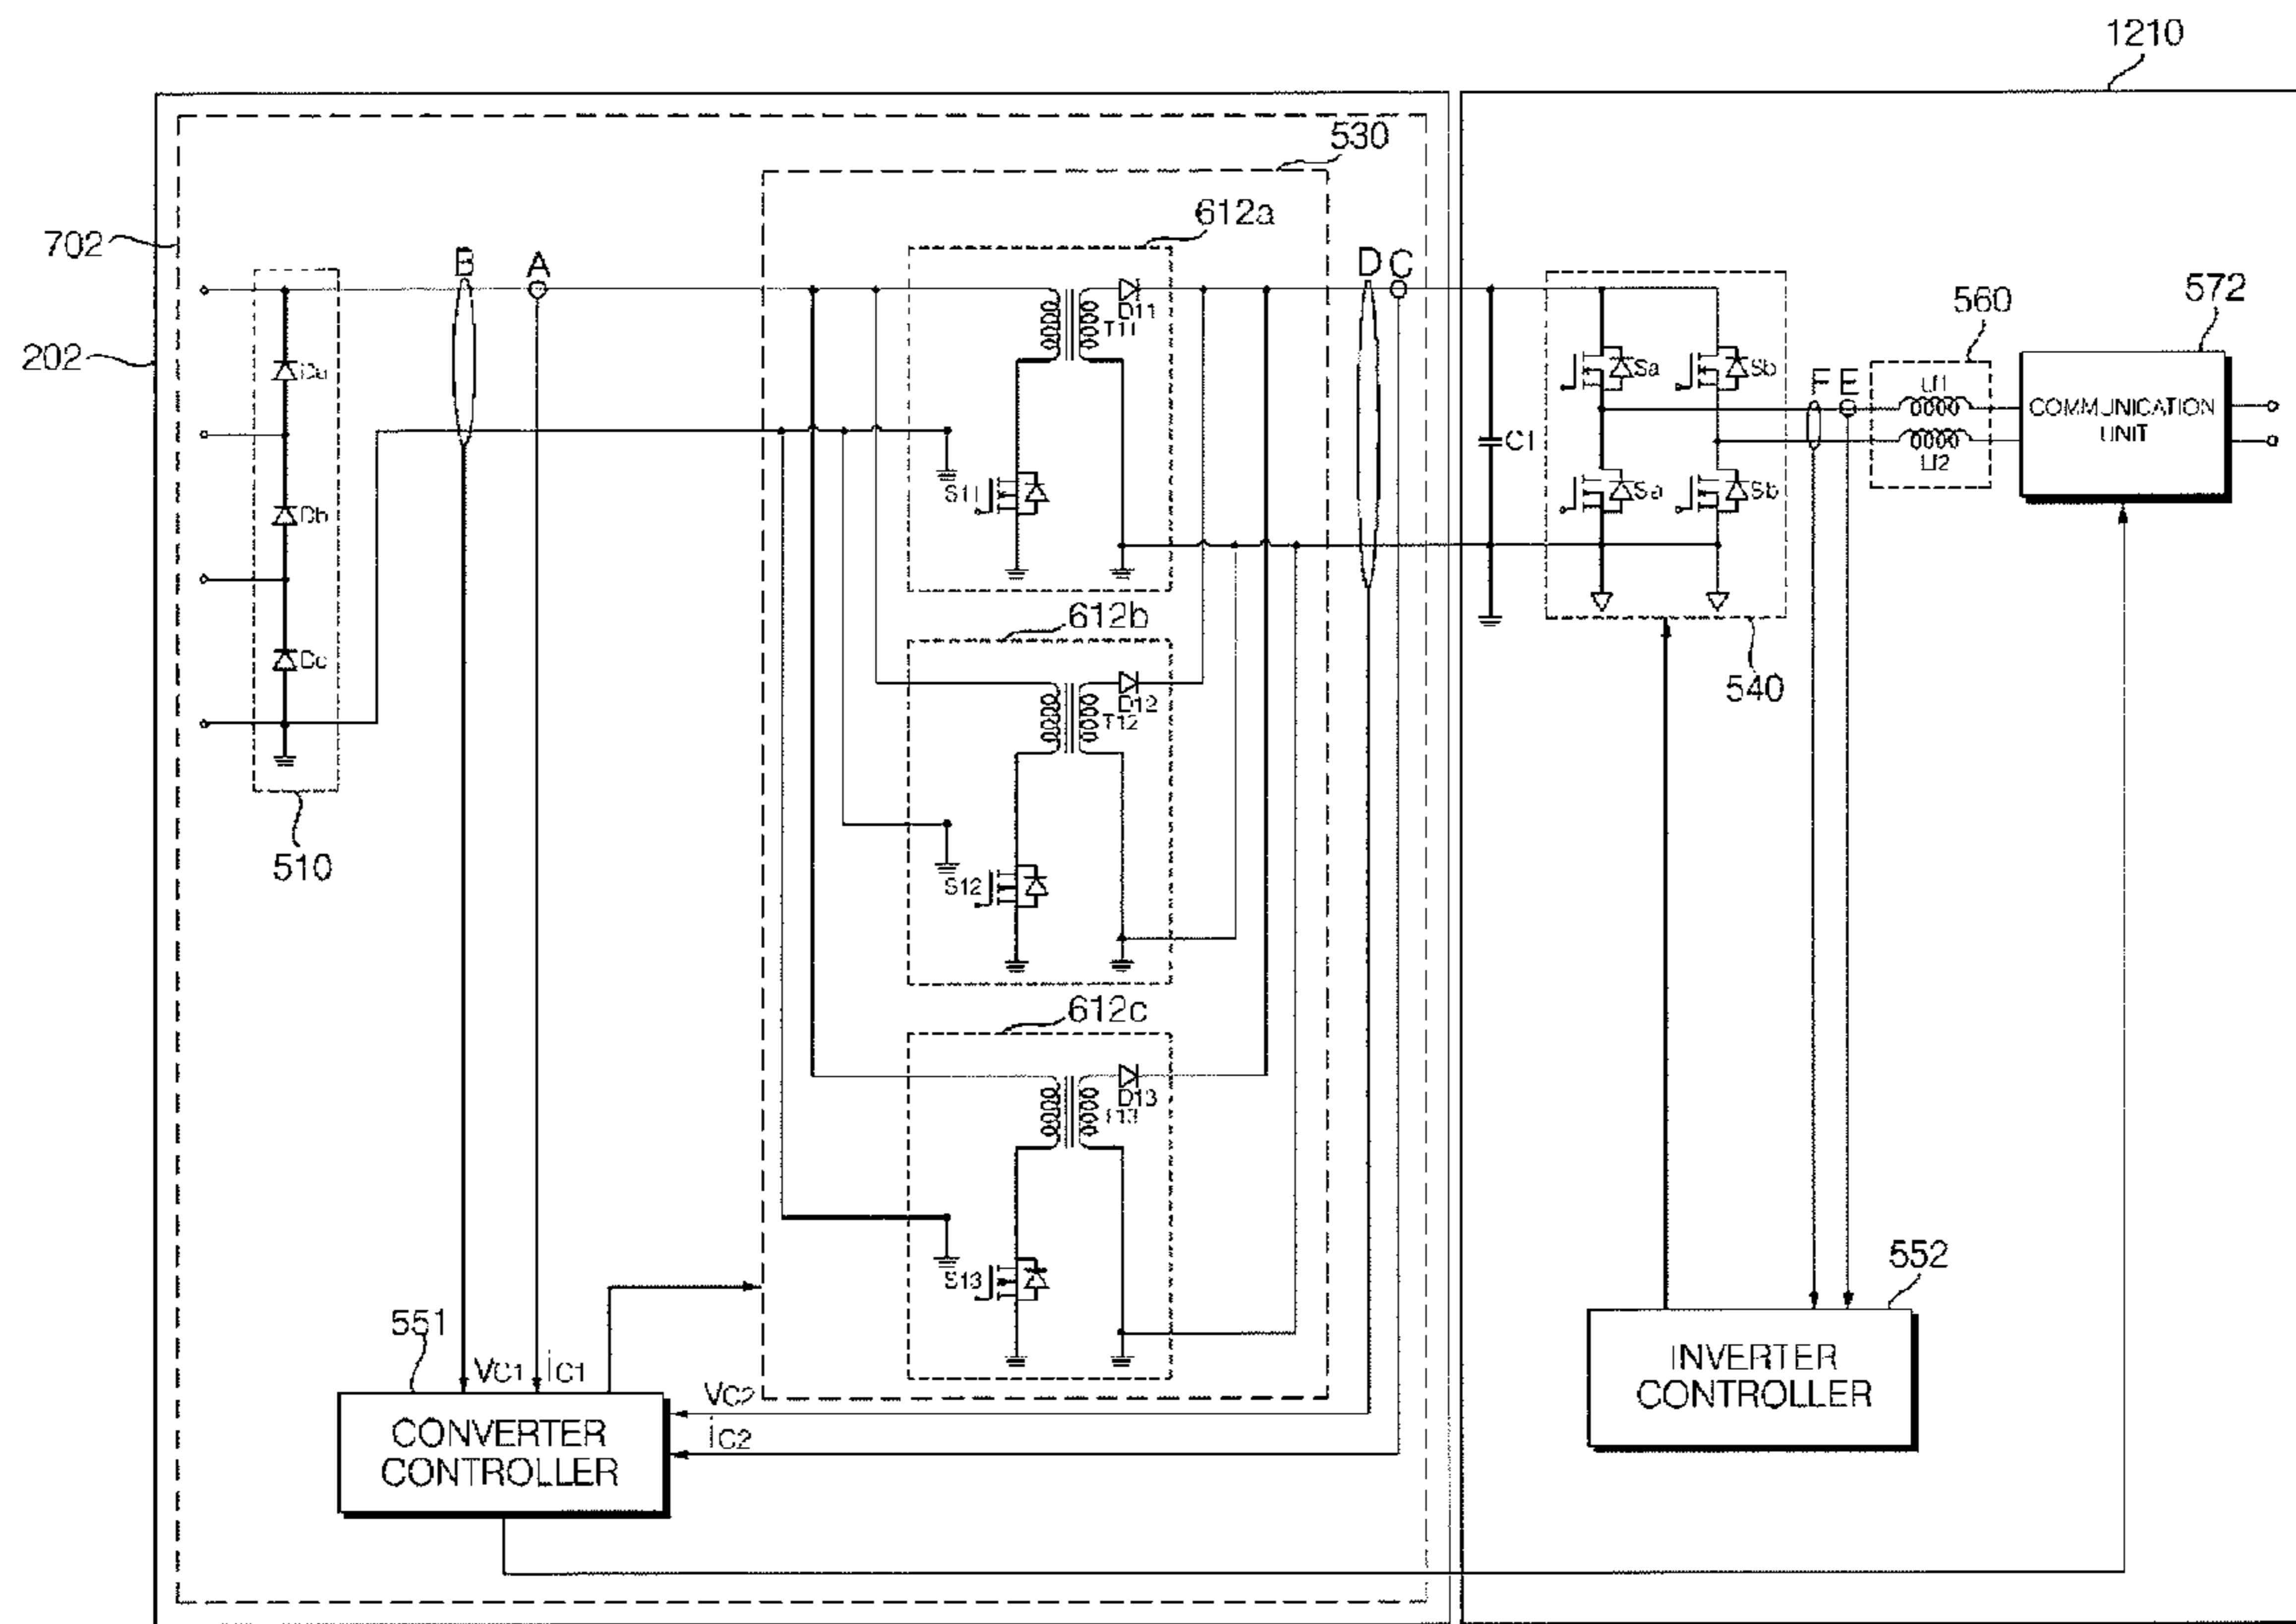 1210
530
612a
702
B
A
D
C
572
560
D11
T11
202
Sa
Sb
F
E
Lf1
COMMUNICATION
UNIT
C1
Lf2
S11
Sa
Sb
Db
612b
Dc
540
D12
T12
510
S12
612c
D13
T13
552
S13
551
VC1
iC1
INVERTER
CONTROLLER
VC2
CONVERTER
CONTROLLER
iC2